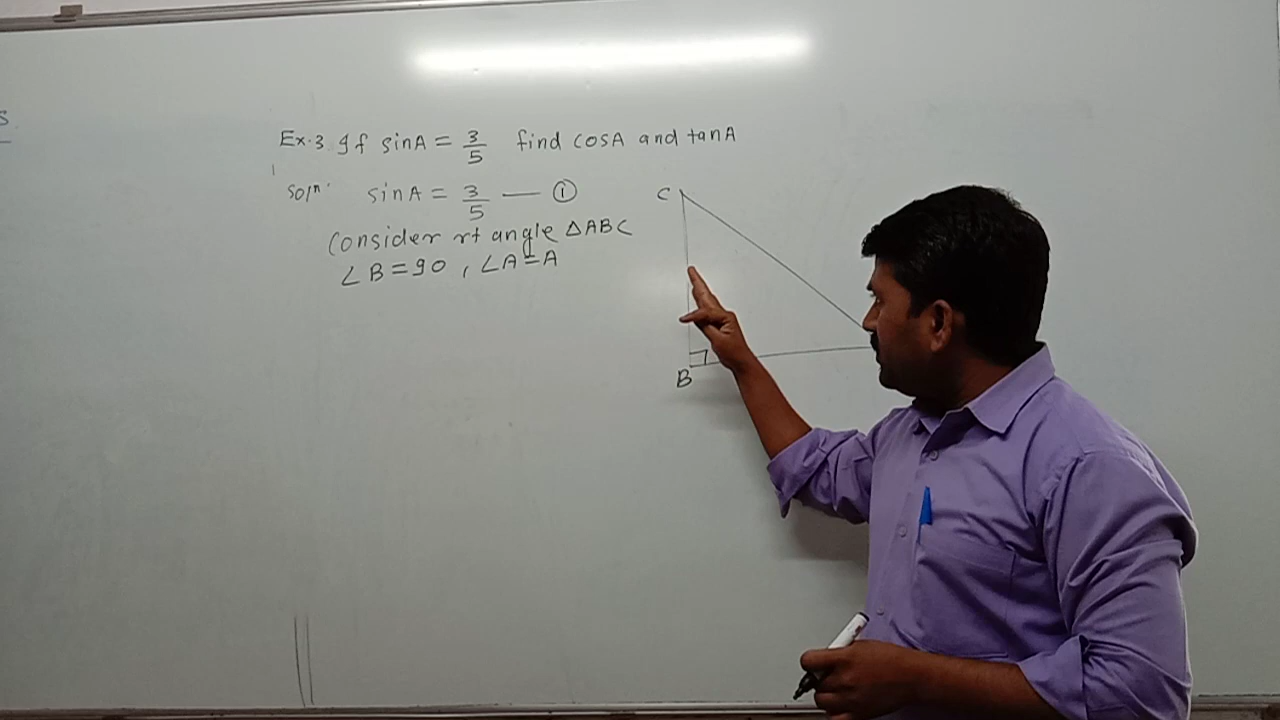 S
Ex.3. If sinA = 3/5 find cosA and tanA
Soln. sinA = 3/5 — ①
Consider rt angle △ABC
∠B = 90, ∠A = A
C
B